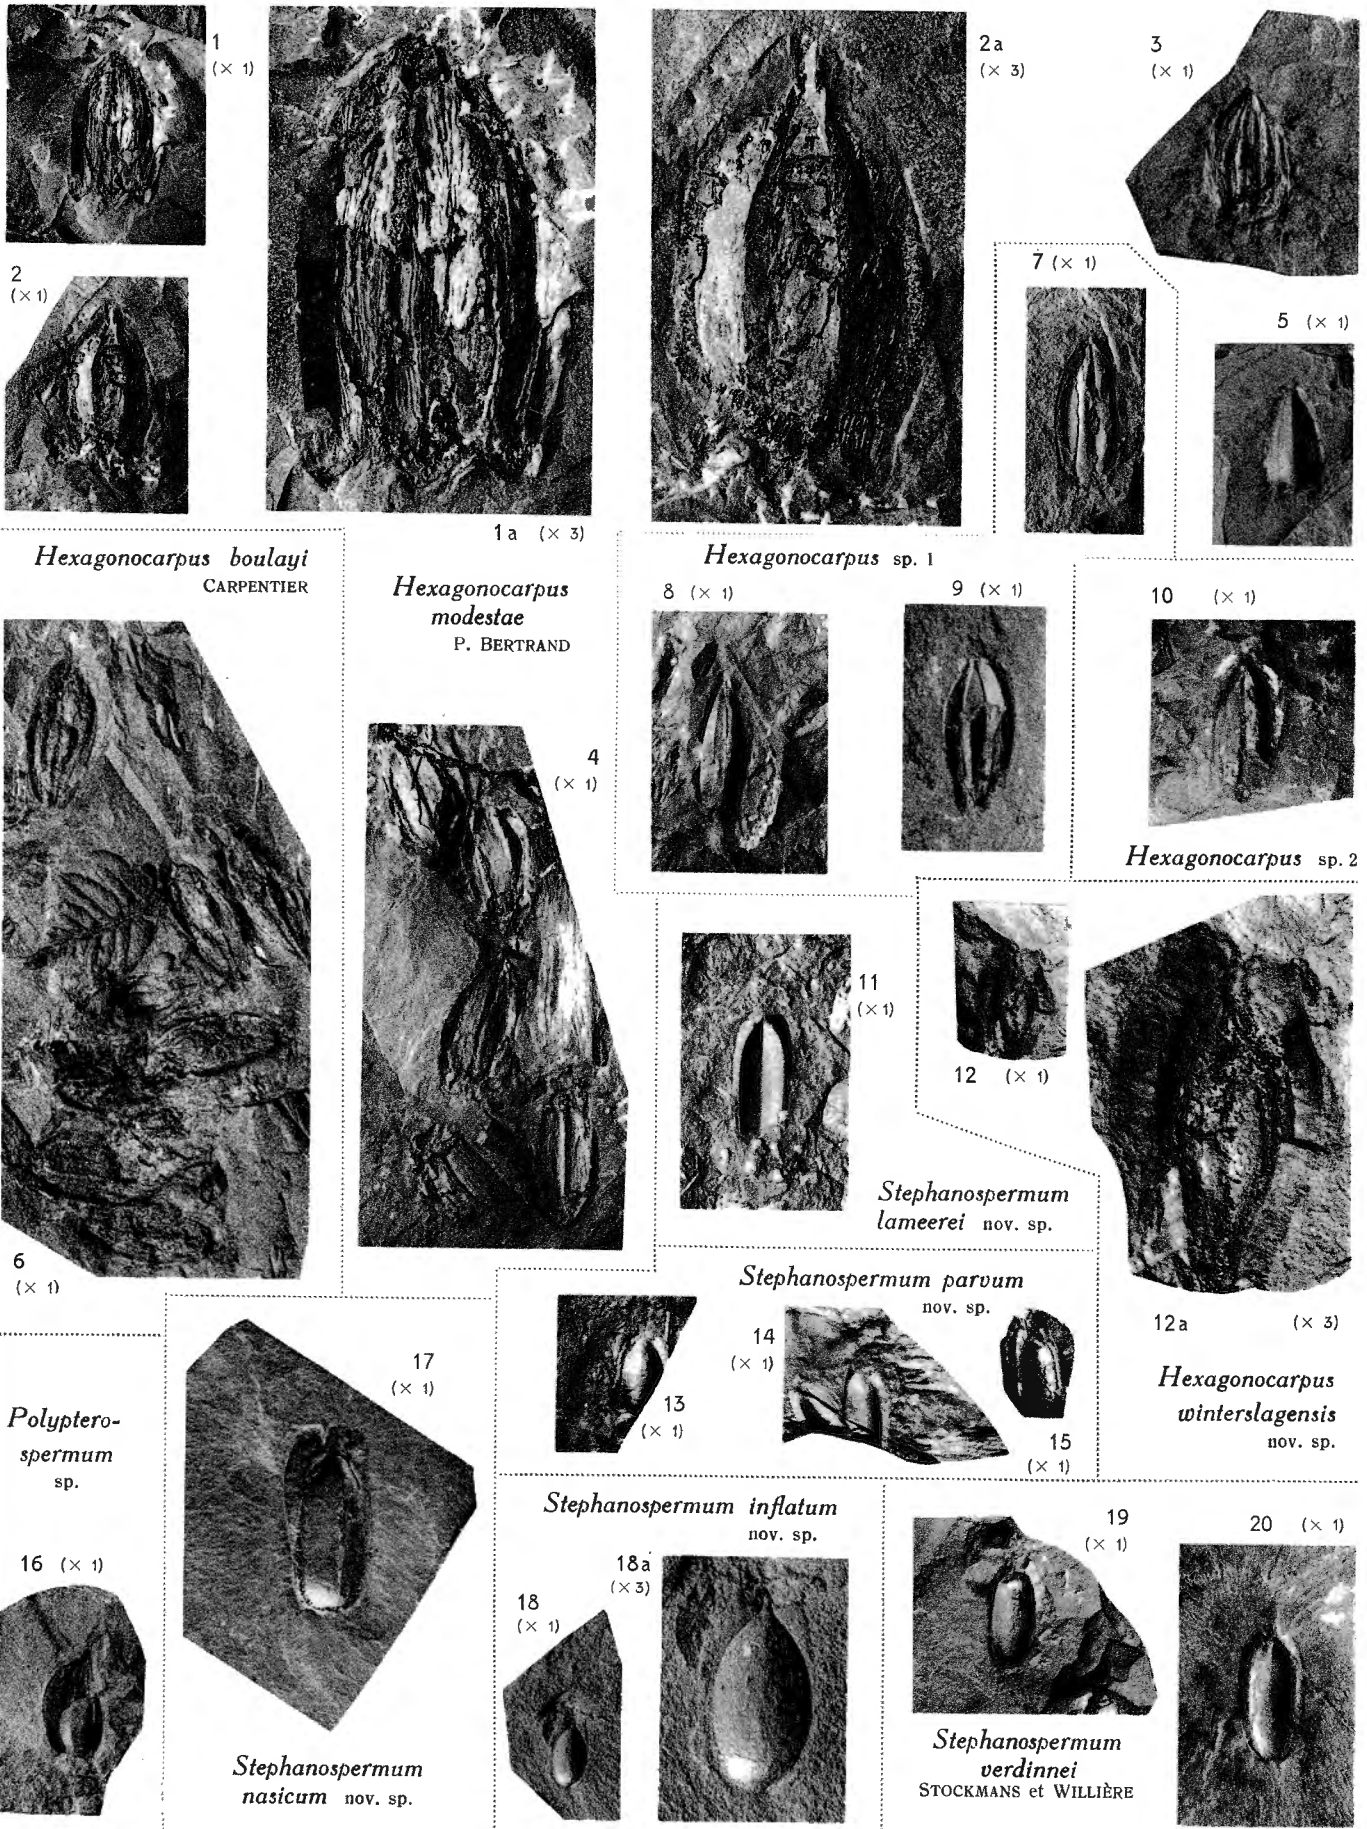 1
(× 1)
2a
(× 3)
3
(× 1)
7 (× 1)
2
(× 1)
5 (× 1)
1a (× 3)
Hexagonocarpus boulayi
CARPENTIER
Hexagonocarpus
modestae
P. BERTRAND
Hexagonocarpus sp. 1
8 (× 1)
9 (× 1)
10 (× 1)
4
(× 1)
Hexagonocarpus sp. 2
11
(× 1)
12 (× 1)
Stephanospermum
lameerei nov. sp.
6
(× 1)
Stephanospermum parvum
nov. sp.
12a (× 3)
14
(× 1)
17
(× 1)
13
(× 1)
15
(× 1)
Hexagonocarpus
winterslagensis
nov. sp.
Polyptero-
spermum
sp.
Stephanospermum inflatum
nov. sp.
16 (× 1)
18a
(× 3)
18
(× 1)
19
(× 1)
20 (× 1)
Stephanospermum
nasicum nov. sp.
Stephanospermum
verdinnei
STOCKMANS et WILLIÈRE